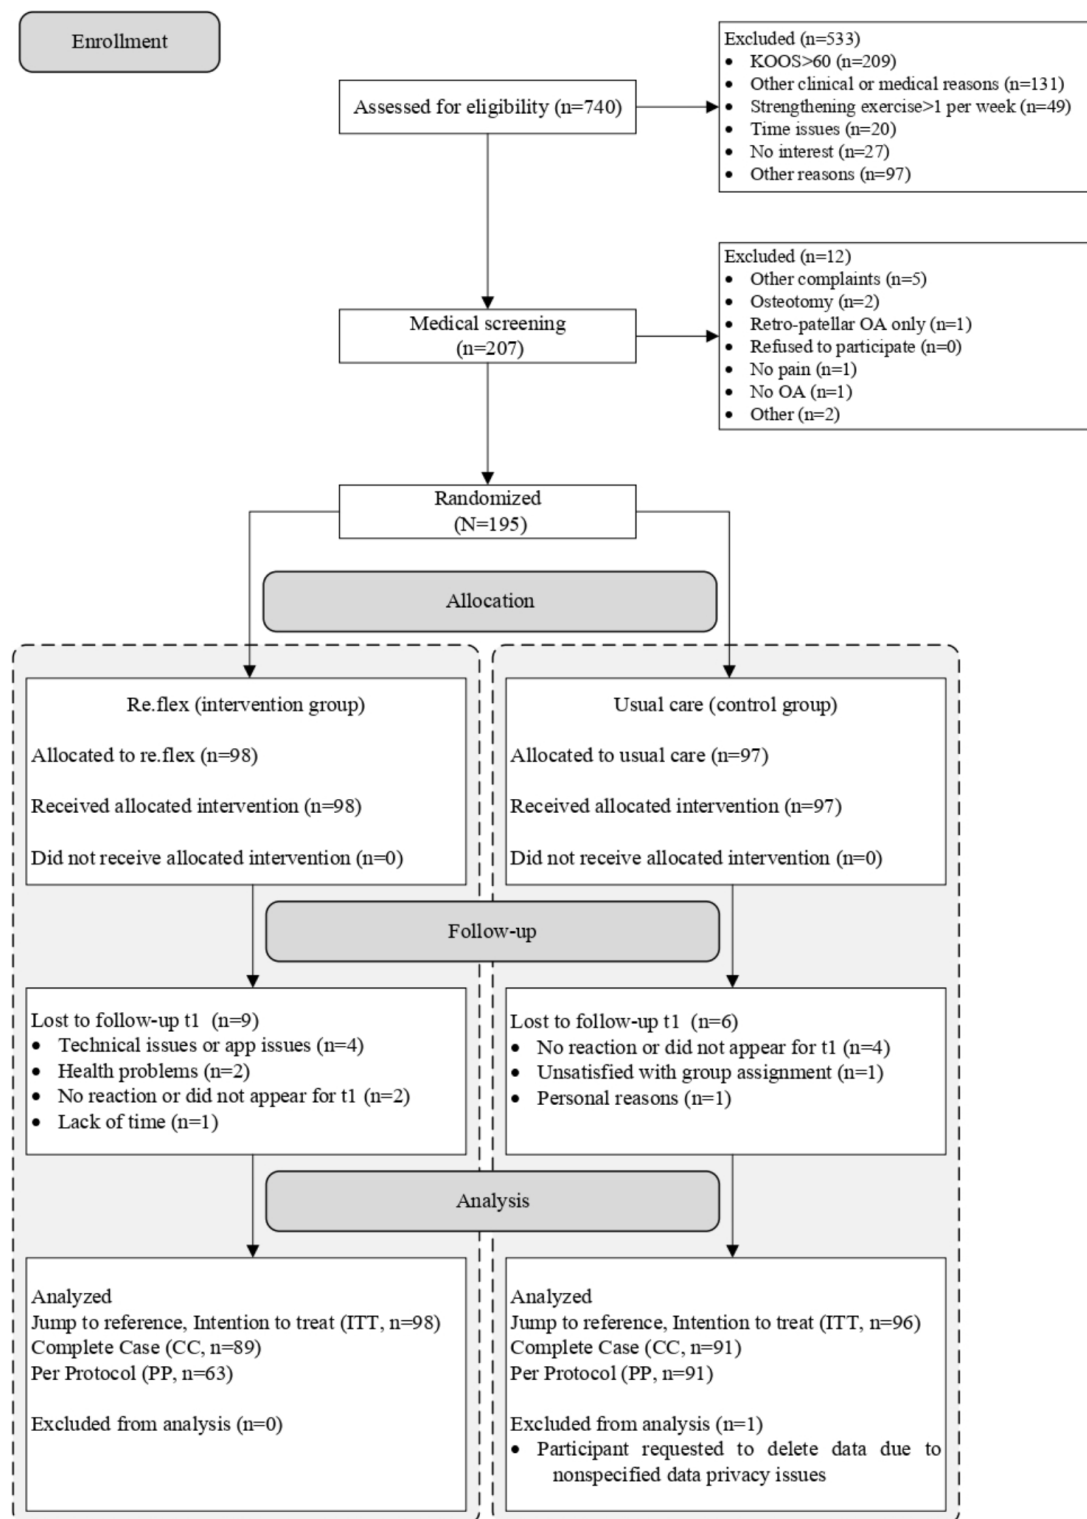 Enrollment
Assessed for eligibility (n=740)
Excluded (n=533)
• KOOS>60 (n=209)
• Other clinical or medical reasons (n=131)
• Strengthening exercise>1 per week (n=49)
• Time issues (n=20)
• No interest (n=27)
• Other reasons (n=97)
Medical screening
(n=207)
Excluded (n=12)
• Other complaints (n=5)
• Osteotomy (n=2)
• Retro-patellar OA only (n=1)
• Refused to participate (n=0)
• No pain (n=1)
• No OA (n=1)
• Other (n=2)
Randomized
(N=195)
Allocation
Re.flex (intervention group)
Allocated to re.flex (n=98)
Received allocated intervention (n=98)
Did not receive allocated intervention (n=0)
Usual care (control group)
Allocated to usual care (n=97)
Received allocated intervention (n=97)
Did not receive allocated intervention (n=0)
Follow-up
Lost to follow-up t1 (n=9)
• Technical issues or app issues (n=4)
• Health problems (n=2)
• No reaction or did not appear for t1 (n=2)
• Lack of time (n=1)
Lost to follow-up t1 (n=6)
• No reaction or did not appear for t1 (n=4)
• Unsatisfied with group assignment (n=1)
• Personal reasons (n=1)
Analysis
Analyzed
Jump to reference, Intention to treat (ITT, n=98)
Complete Case (CC, n=89)
Per Protocol (PP, n=63)
Excluded from analysis (n=0)
Analyzed
Jump to reference, Intention to treat (ITT, n=96)
Complete Case (CC, n=91)
Per Protocol (PP, n=91)
Excluded from analysis (n=1)
• Participant requested to delete data due to
nonspecified data privacy issues